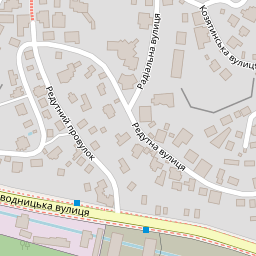 Козятинська вулиця
Радіальна вулиця
Редутний провулок
Редутна вулиця
водницька вулиця